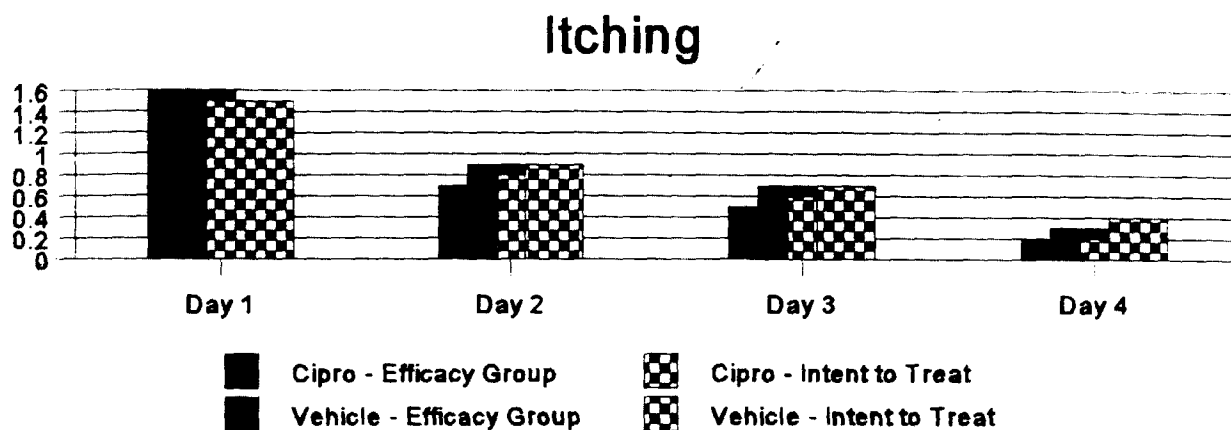 Itching
1.6
1.4
1.2
1
0.8
0.6
0.4
0.2
0
Day 1 Day 2 Day 3 Day 4
Cipro - Efficacy Group Cipro - Intent to Treat
Vehicle - Efficacy Group Vehicle - Intent to Treat